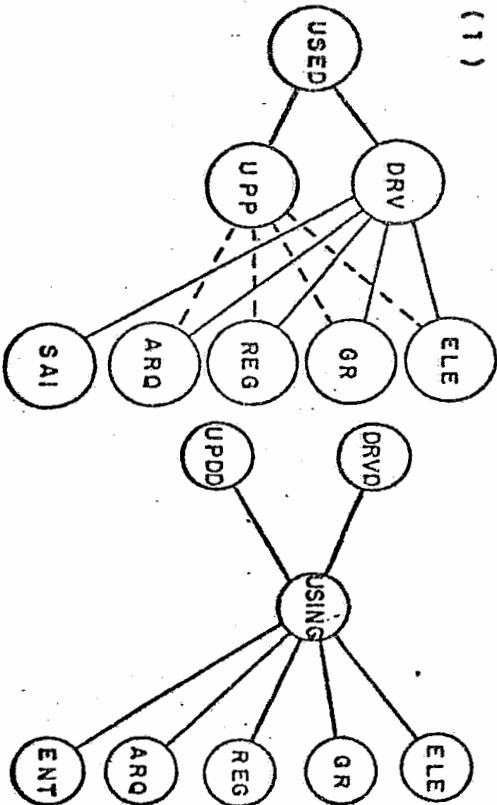 (1)
USED
DRV
UPP
ELE
GR
REG
ARQ
SAI
DRVD
UPDD
USING
ELE
GR
REG
ARQ
ENT